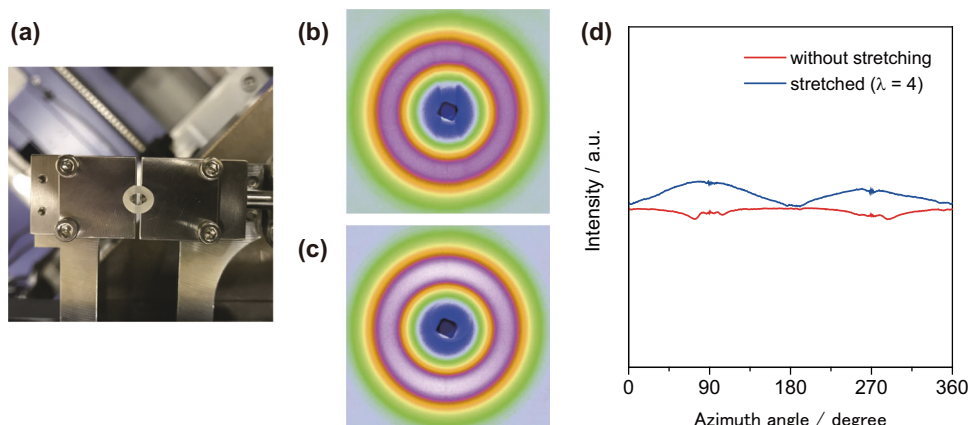 (a)
(b)
(c)
(d)
without stretching
stretched (λ = 4)
Intensity / a.u.
0 90 180 270 360
Azimuth angle / degree